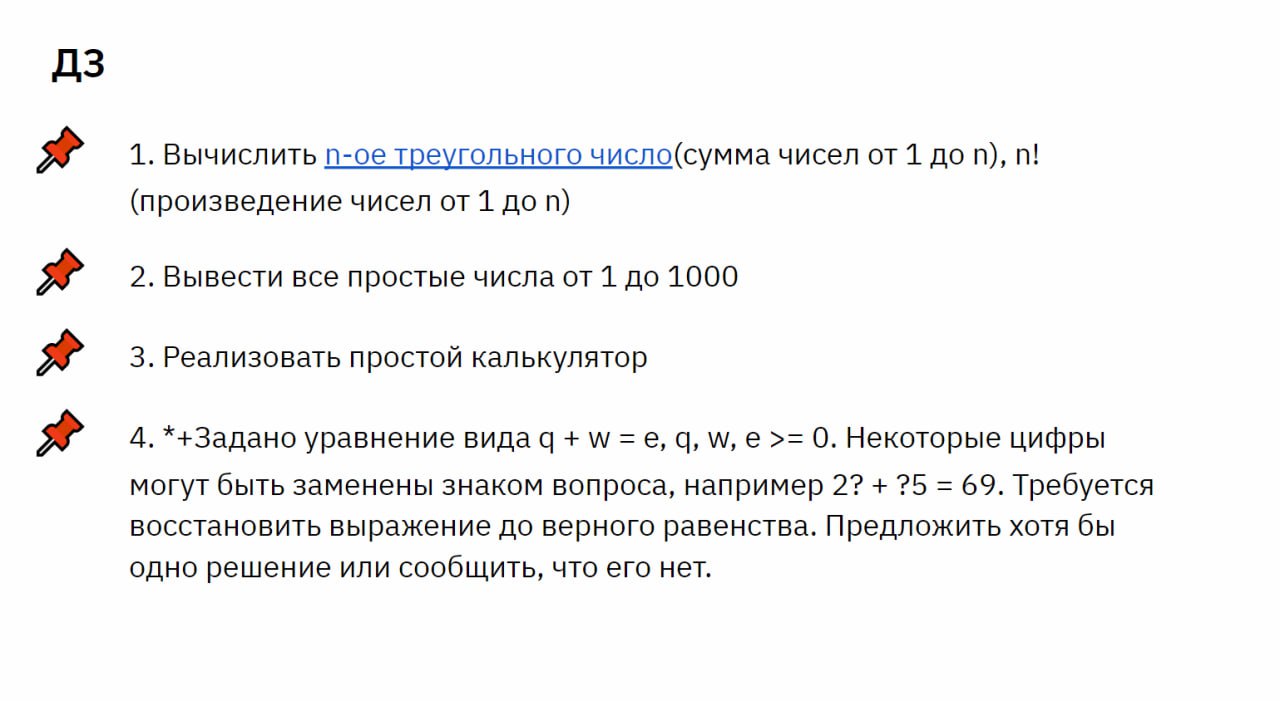 ДЗ
1. Вычислить n-ое треугольного число(сумма чисел от 1 до n), n!
(произведение чисел от 1 до n)
2. Вывести все простые числа от 1 до 1000
3. Реализовать простой калькулятор
4. *+Задано уравнение вида q + w = e, q, w, e >= 0. Некоторые цифры
могут быть заменены знаком вопроса, например 2? + ?5 = 69. Требуется
восстановить выражение до верного равенства. Предложить хотя бы
одно решение или сообщить, что его нет.